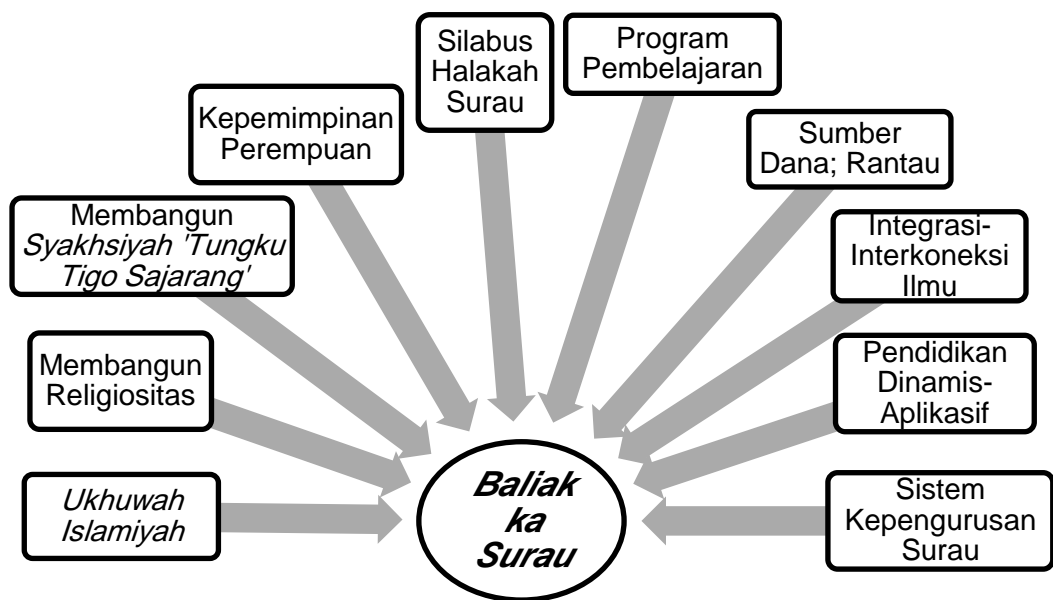 Silabus
Halakah
Surau
Program
Pembelajaran
Kepemimpinan
Perempuan
Sumber
Dana; Rantau
Membangun
Syakhsiyah 'Tungku
Tigo Sajarang'
Integrasi-
Interkoneksi
Ilmu
Membangun
Religiositas
Pendidikan
Dinamis-
Aplikasif
Ukhuwah
Islamiyah
Baliak
ka
Surau
Sistem
Kepengurusan
Surau